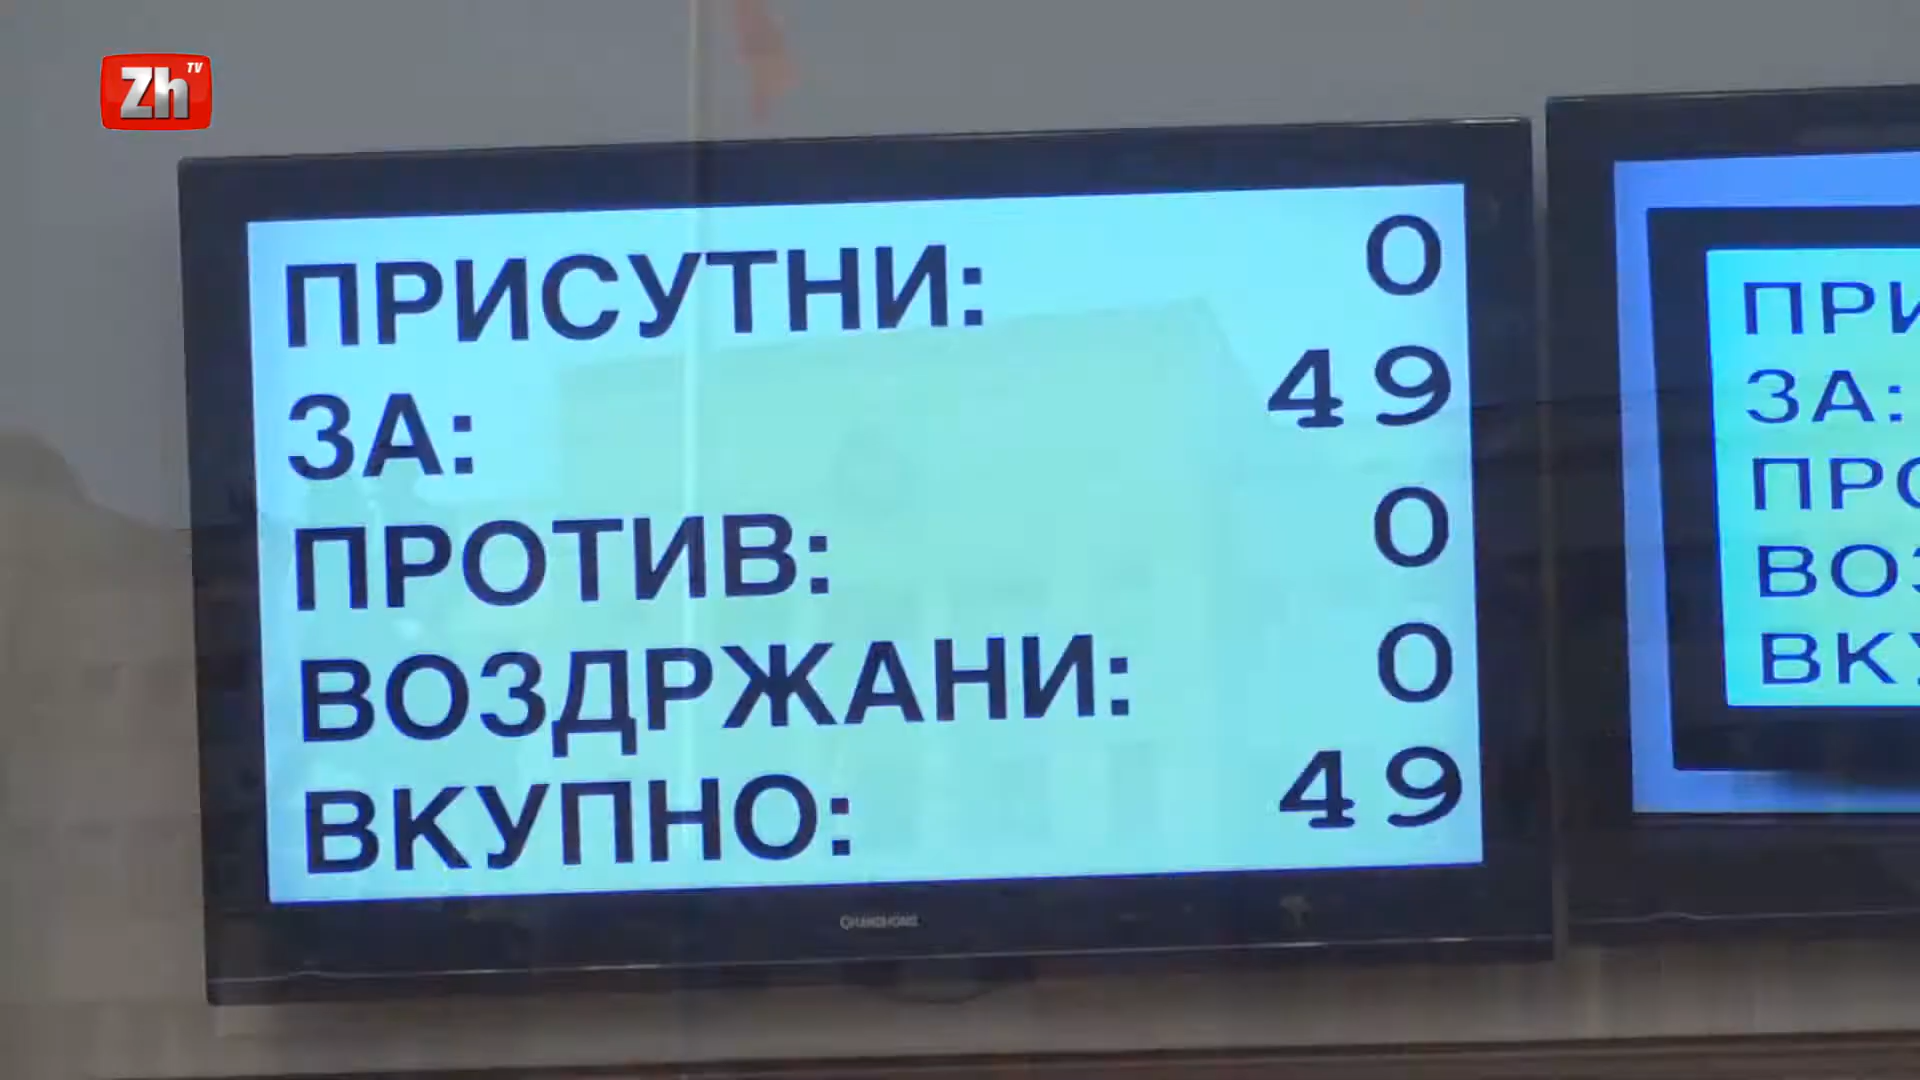 Zh TV
ПРИСУТНИ: 0
ЗА: 49
ПРОТИВ: 0
ВОЗДРЖАНИ: 0
ВКУПНО: 49
CHANGHONG
ПРИ
ЗА:
ПРО
ВОЗ
ВКУ